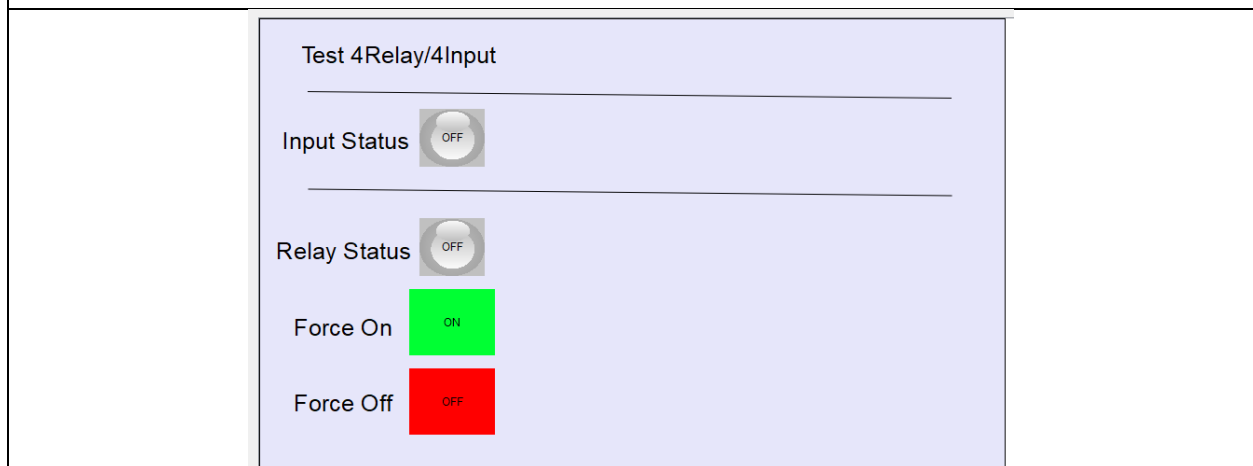 Test 4Relay/4Input
Input Status OFF
Relay Status OFF
Force On ON
Force Off OFF